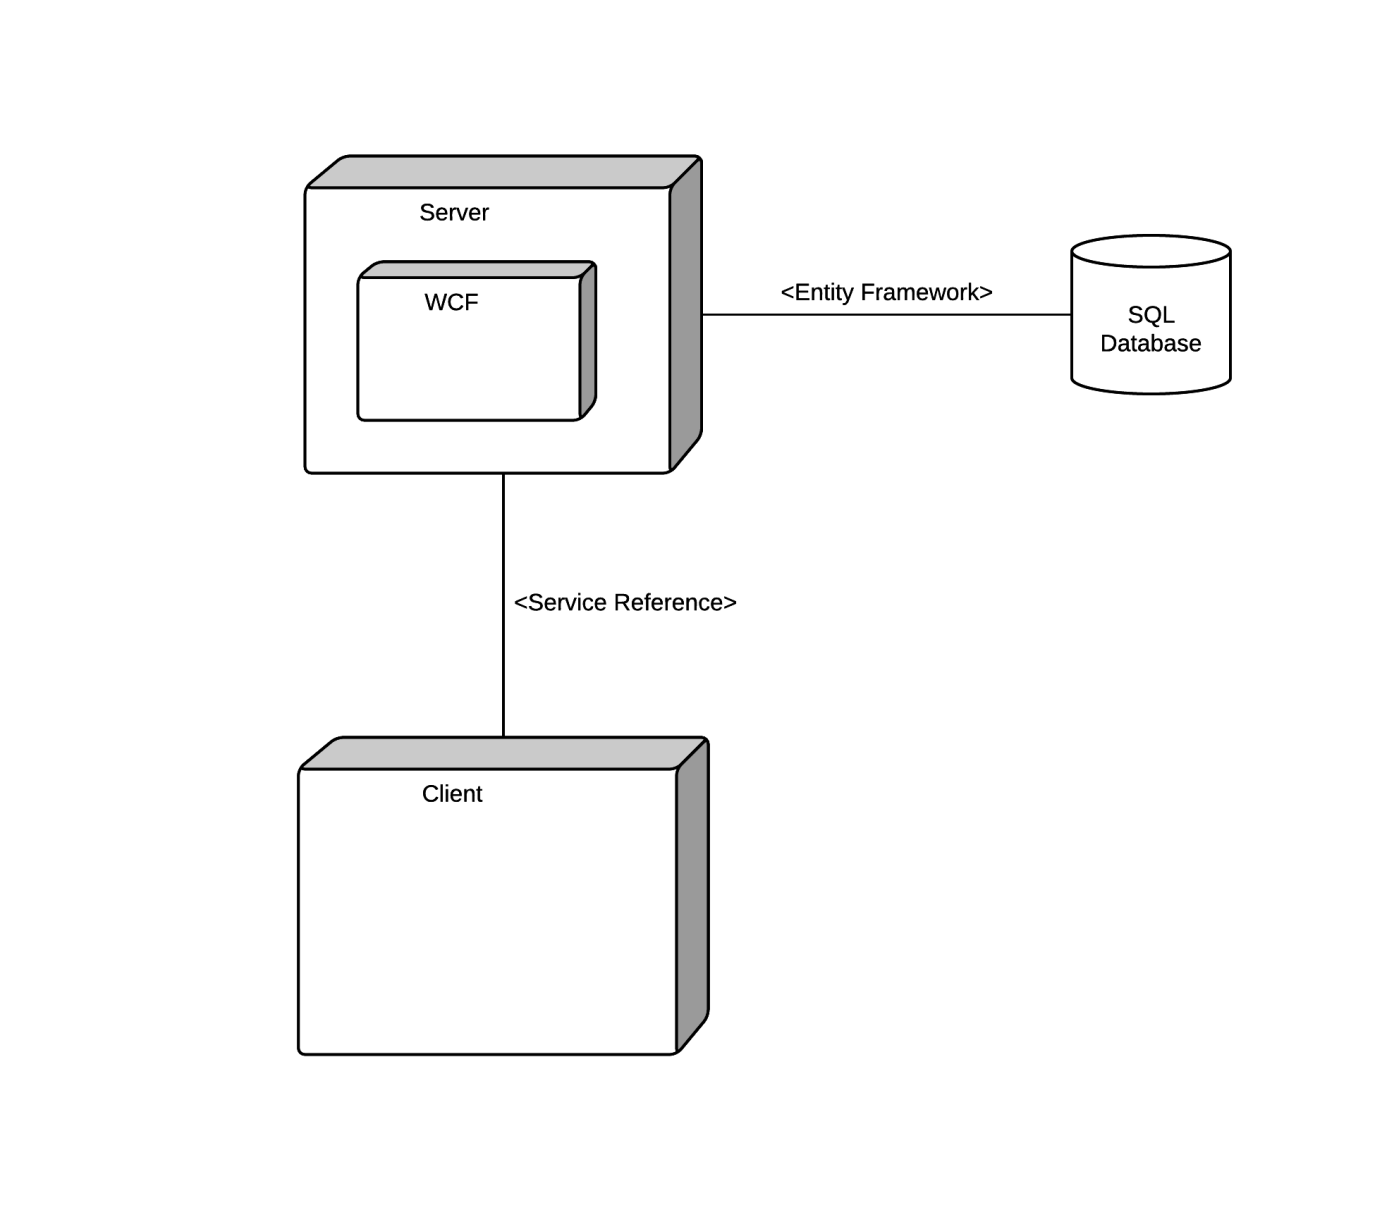 Server
WCF
<Entity Framework>
SQL
Database
<Service Reference>
Client